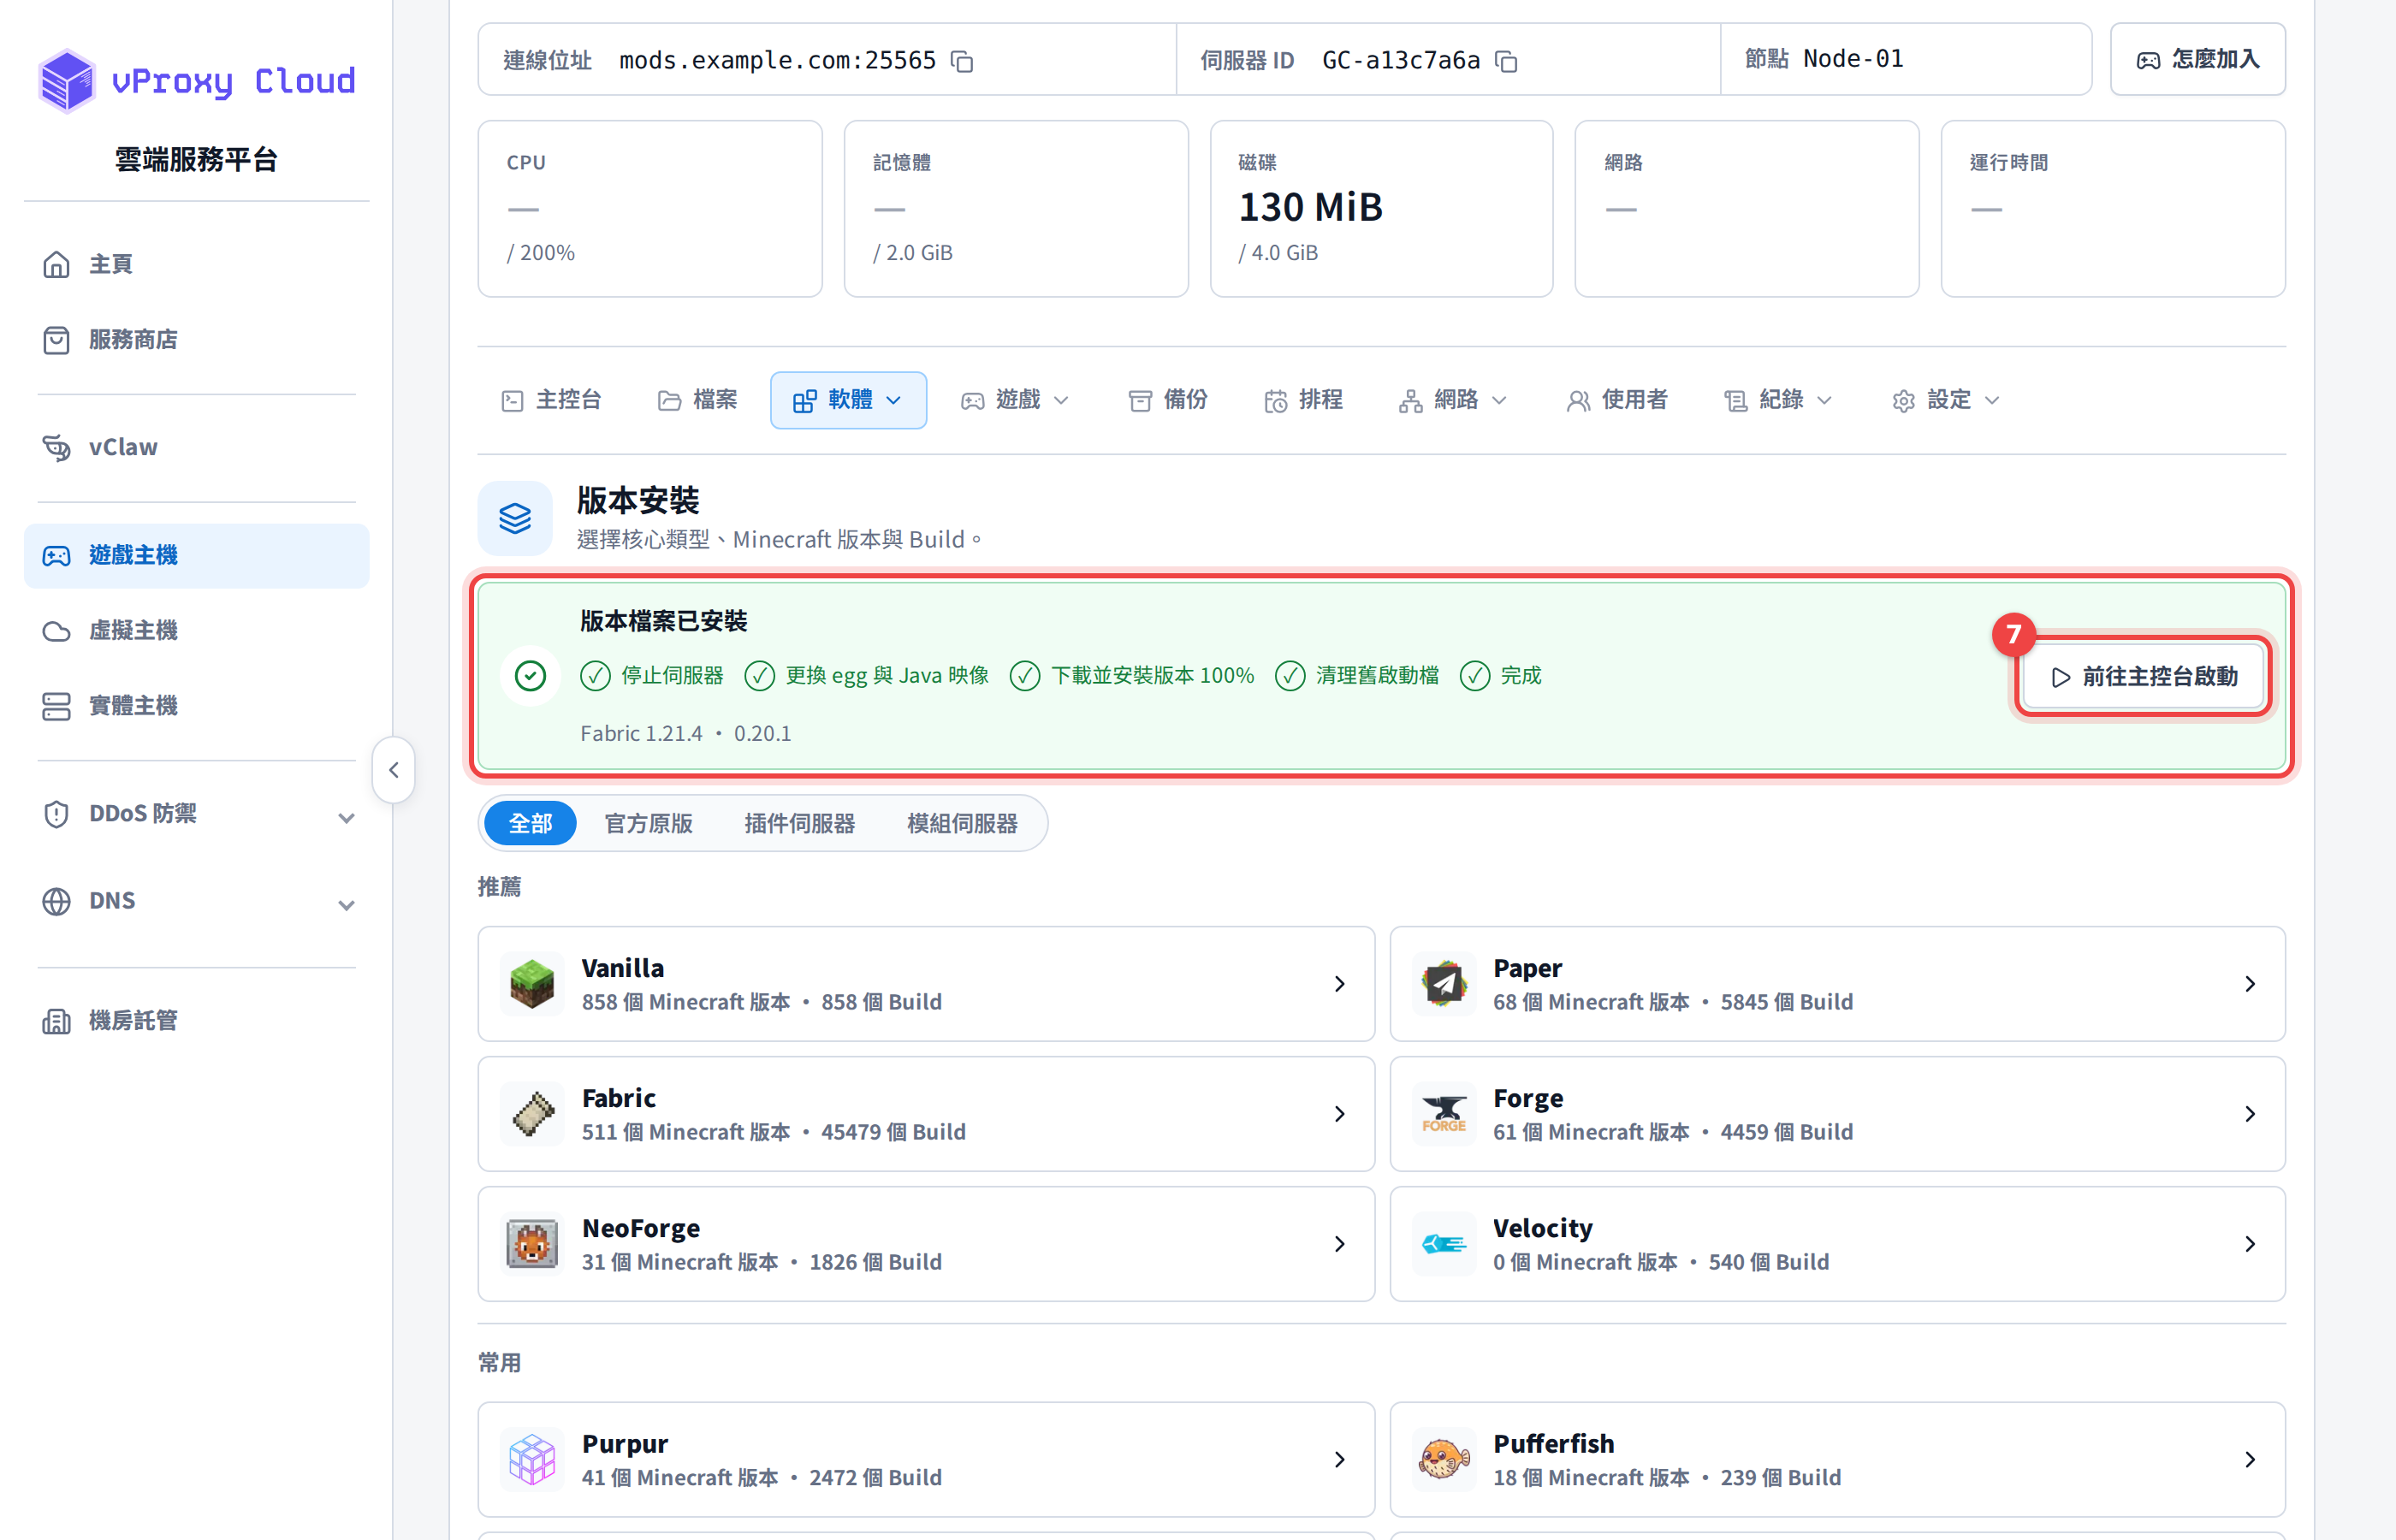 vProxy Cloud
雲端服務平台
主頁
服務商店
vClaw
遊戲主機
虛擬主機
實體主機
DDoS 防禦
DNS
機房託管
連線位址 mods.example.com:25565
伺服器 ID GC-a13c7a6a
節點 Node-01
怎麼加入
CPU
—
/ 200%
記憶體
—
/ 2.0 GiB
磁碟
130 MiB
/ 4.0 GiB
網路
—
運行時間
—
主控台 檔案 軟體 遊戲 備份 排程 網路 使用者 紀錄 設定
版本安裝
選擇核心類型、Minecraft 版本與 Build。
版本檔案已安裝
停止伺服器 更換 egg 與 Java 映像 下載並安裝版本 100% 清理舊啟動檔 完成
Fabric 1.21.4 • 0.20.1
7
前往主控台啟動
全部 官方原版 插件伺服器 模組伺服器
推薦
Vanilla
858 個 Minecraft 版本 • 858 個 Build
Paper
68 個 Minecraft 版本 • 5845 個 Build
Fabric
511 個 Minecraft 版本 • 45479 個 Build
FORGE
Forge
61 個 Minecraft 版本 • 4459 個 Build
NeoForge
31 個 Minecraft 版本 • 1826 個 Build
Velocity
0 個 Minecraft 版本 • 540 個 Build
常用
Purpur
41 個 Minecraft 版本 • 2472 個 Build
Pufferfish
18 個 Minecraft 版本 • 239 個 Build